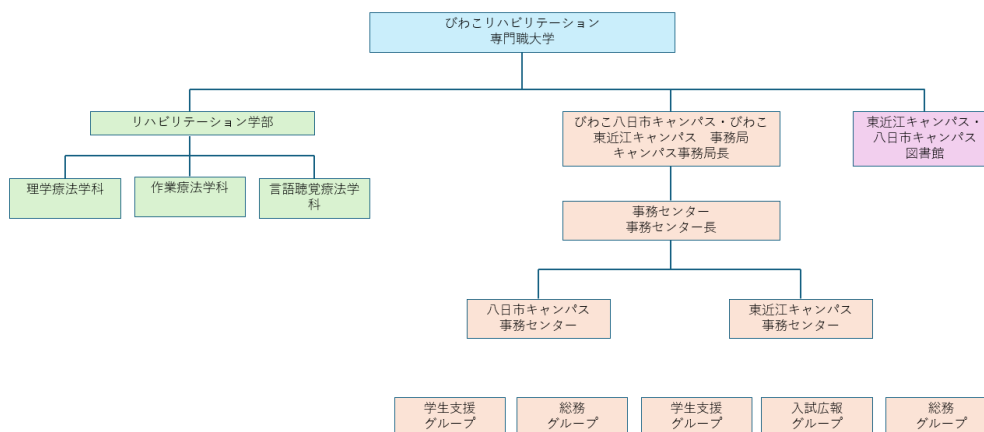 びわこリハビリテーション
専門職大学
リハビリテーション学部
びわこ八日市キャンパス・びわこ
東近江キャンパス　事務局
キャンパス事務局長
東近江キャンパス・
八日市キャンパス
図書館
理学療法学科
作業療法学科
言語聴覚療法学
科
事務センター
事務センター長
八日市キャンパス
事務センター
東近江キャンパス
事務センター
学生支援
グループ
総務
グループ
学生支援
グループ
入試広報
グループ
総務
グループ